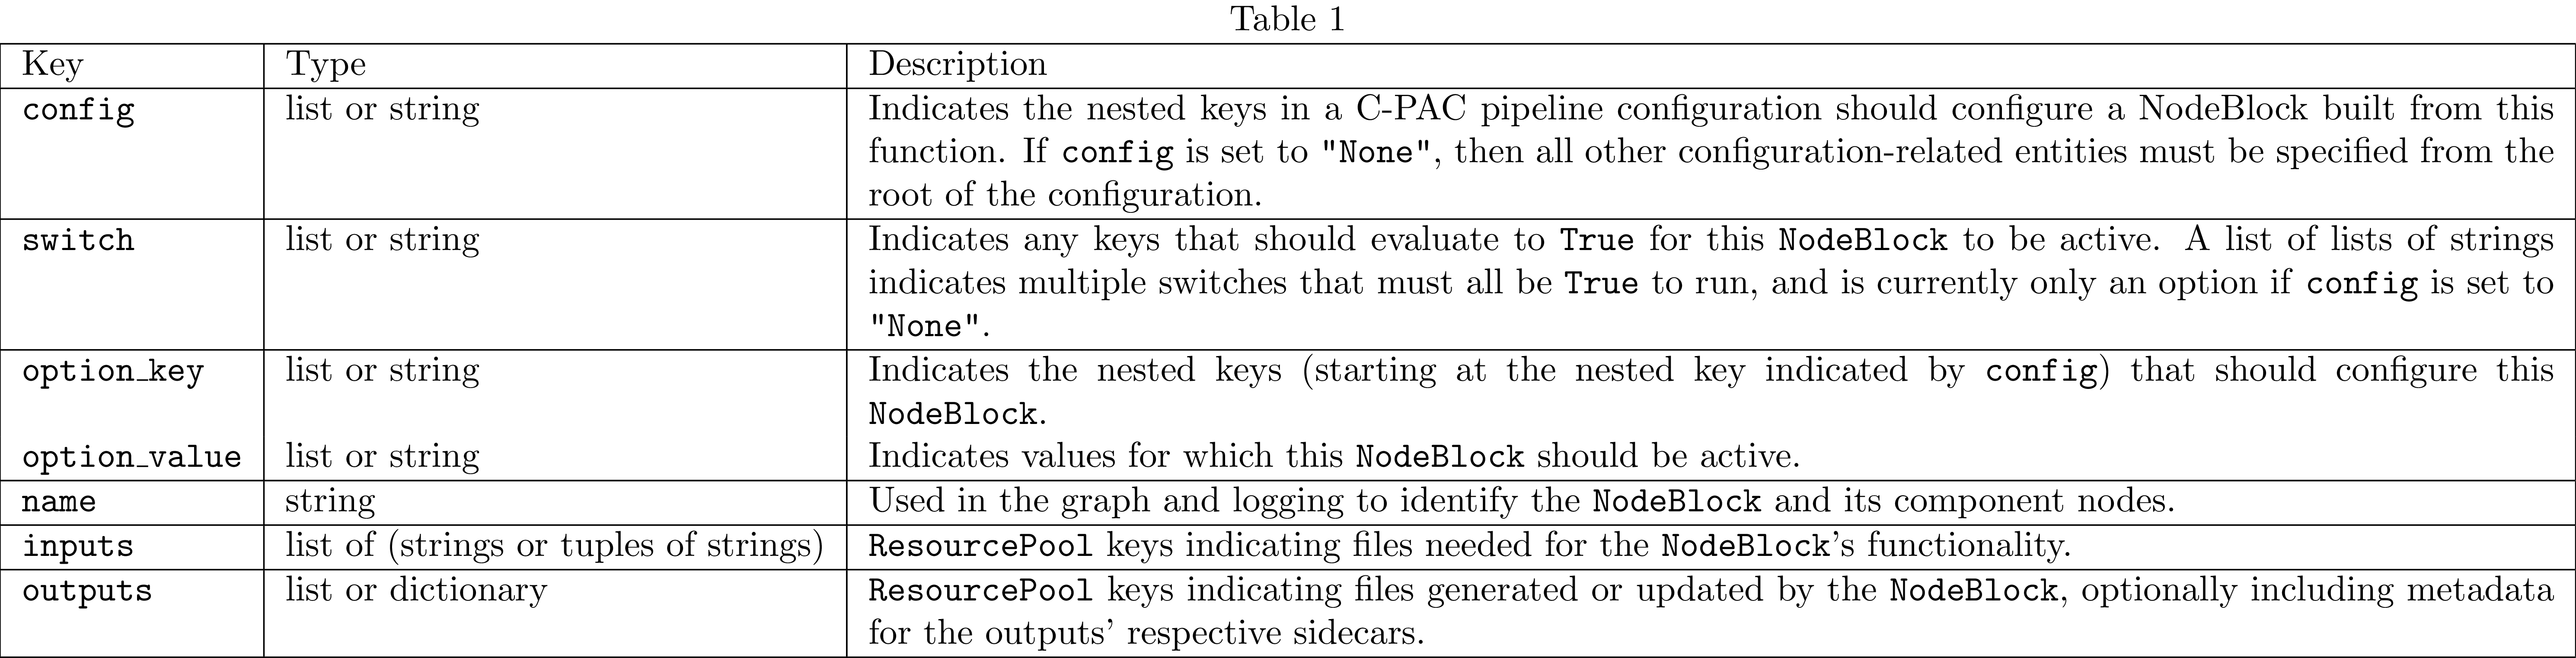 Table 1
Key Type Description
config list or string Indicates the nested keys in a C-PAC pipeline configuration should configure a NodeBlock built from this
function. If config is set to "None", then all other configuration-related entities must be specified from the
root of the configuration.
switch list or string Indicates any keys that should evaluate to True for this NodeBlock to be active. A list of lists of strings
indicates multiple switches that must all be True to run, and is currently only an option if config is set to
"None".
option_key list or string Indicates the nested keys (starting at the nested key indicated by config) that should configure this
NodeBlock.
option_value list or string Indicates values for which this NodeBlock should be active.
name string Used in the graph and logging to identify the NodeBlock and its component nodes.
inputs list of (strings or tuples of strings) ResourcePool keys indicating files needed for the NodeBlock's functionality.
outputs list or dictionary ResourcePool keys indicating files generated or updated by the NodeBlock, optionally including metadata
for the outputs' respective sidecars.